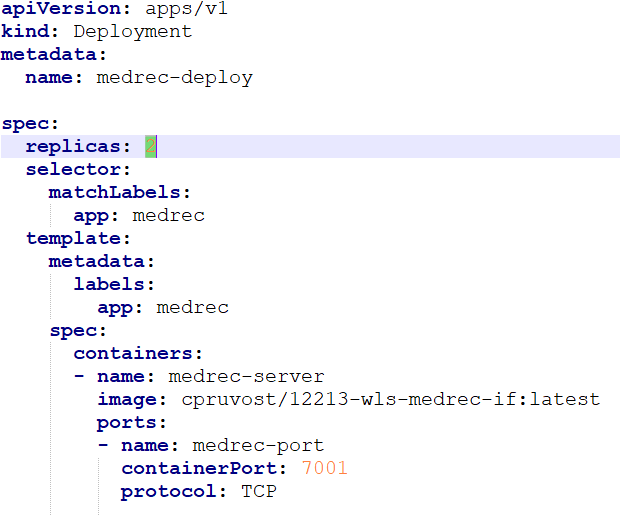 apiVersion: apps/v1
kind: Deployment
metadata:
  name: medrec-deploy

spec:
  replicas: 2
  selector:
    matchLabels:
      app: medrec
  template:
    metadata:
      labels:
        app: medrec
    spec:
      containers:
      - name: medrec-server
        image: cpruvost/12213-wls-medrec-if:latest
        ports:
        - name: medrec-port
          containerPort: 7001
          protocol: TCP